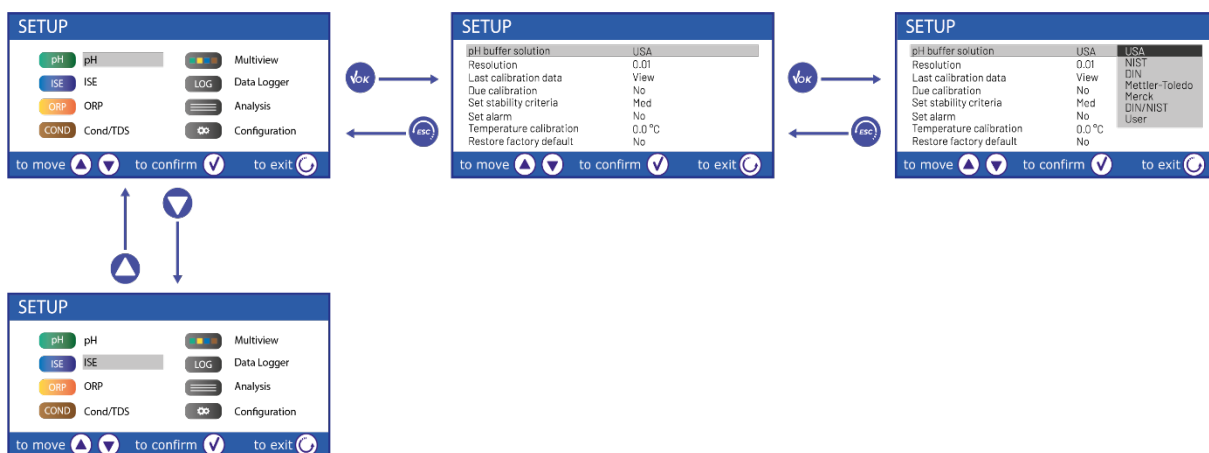 SETUP
pH pH Multiview
ISE ISE LOG Data Logger
ORP ORP Analysis
COND Cond/TDS Configuration
to move to confirm to exit
√OK
ESC
SETUP
pH buffer solution USA
Resolution 0.01
Last calibration data View
Due calibration No
Set stability criteria Med
Set alarm No
Temperature calibration 0.0 °C
Restore factory default No
to move to confirm to exit
√OK
ESC
SETUP
pH buffer solution USA USA
Resolution 0.01 NIST
Last calibration data View DIN
Mettler-Toledo
Due calibration No Merck
Set stability criteria Med DIN/NIST
Set alarm No User
Temperature calibration 0.0 °C
Restore factory default No
to move to confirm to exit
SETUP
pH pH Multiview
ISE ISE LOG Data Logger
ORP ORP Analysis
COND Cond/TDS Configuration
to move to confirm to exit